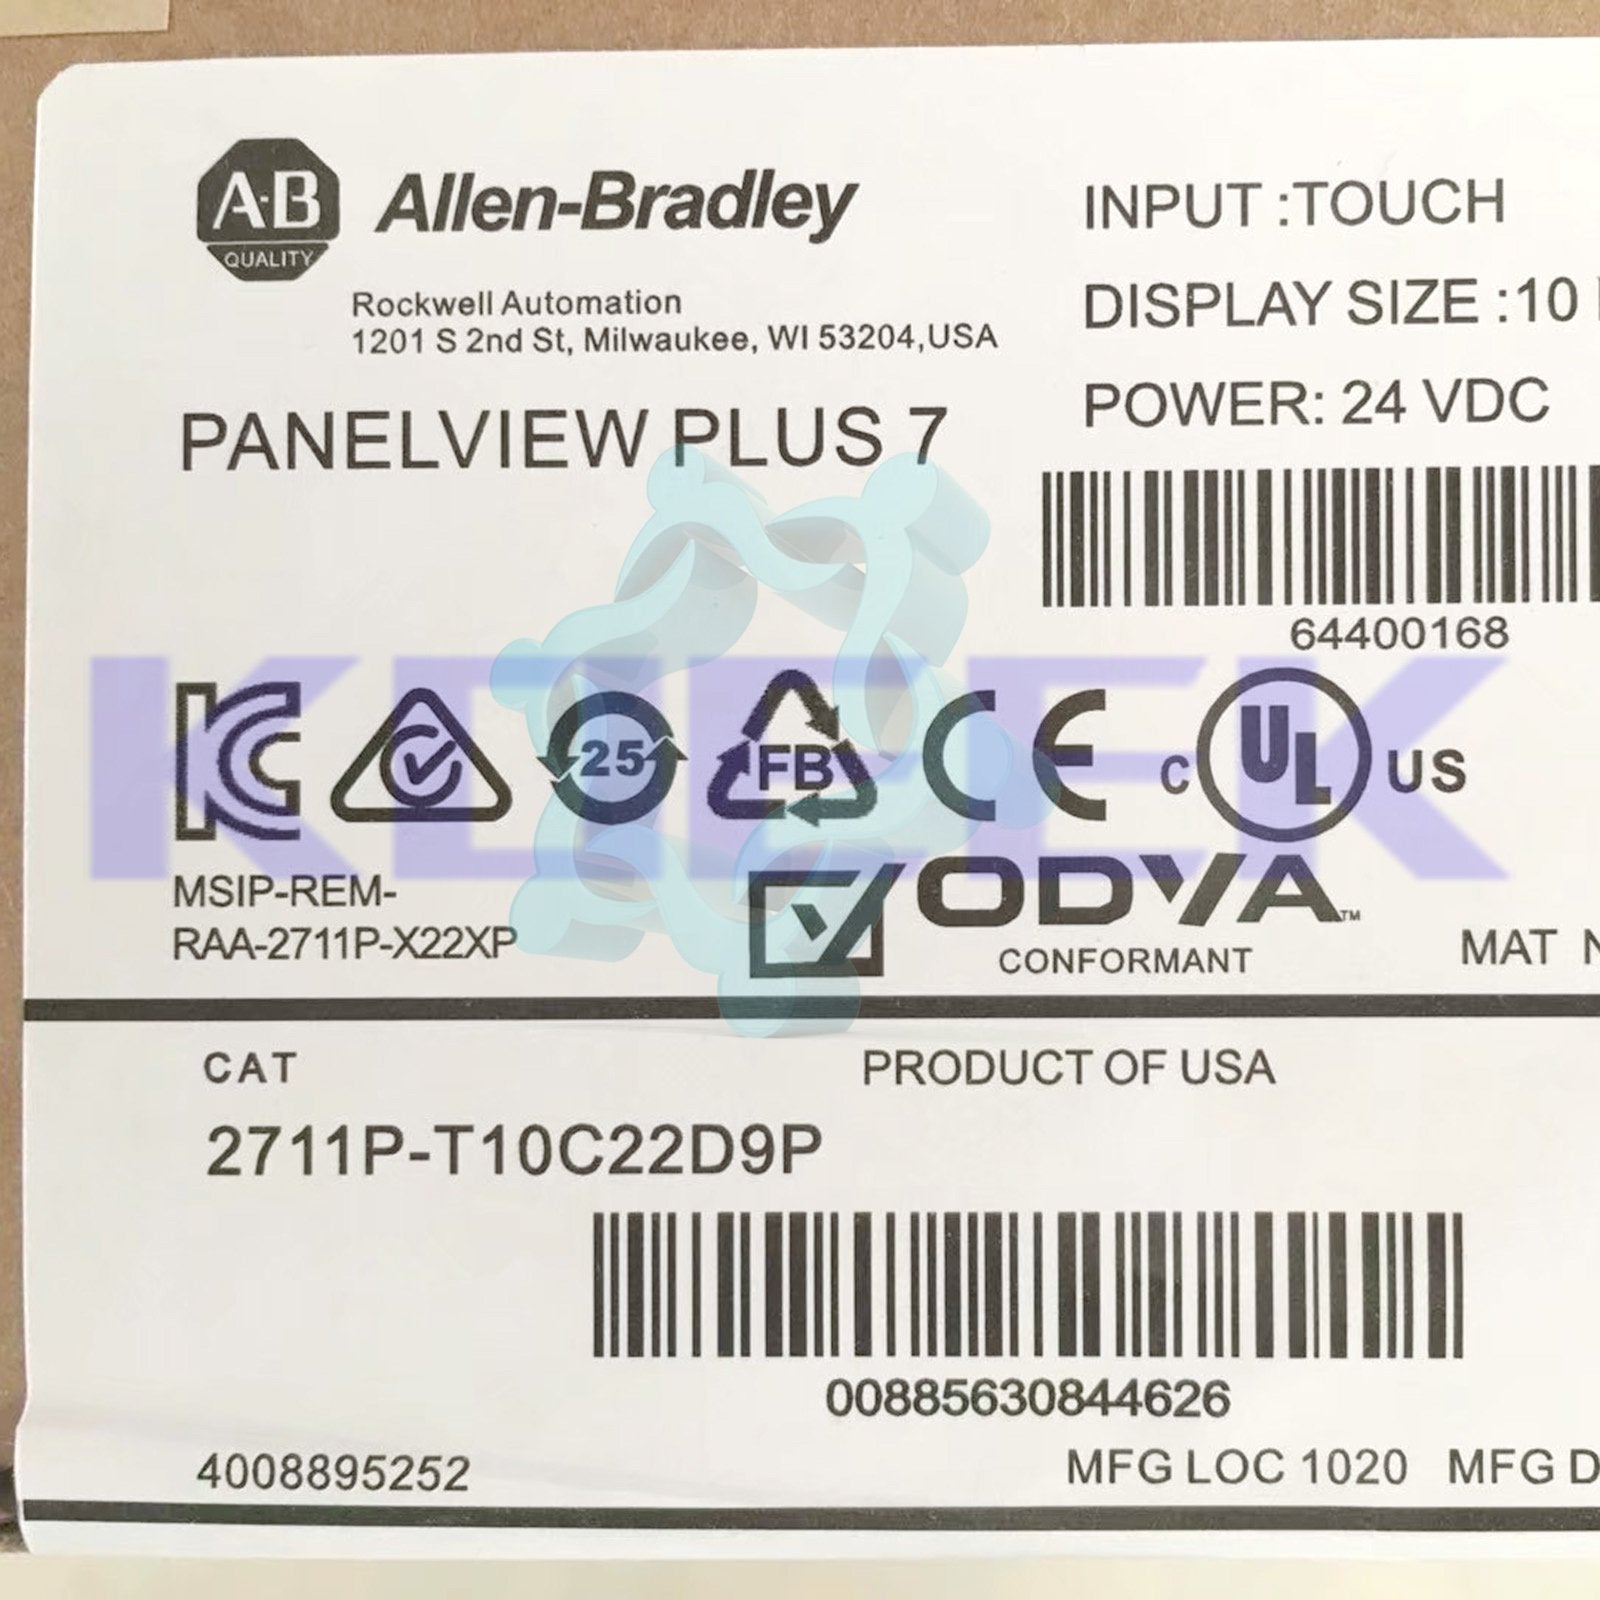 A·B
QUALITY
Allen-Bradley
Rockwell Automation
1201 S 2nd St, Milwaukee, WI 53204,USA
PANELVIEW PLUS 7
INPUT :TOUCH
DISPLAY SIZE :10
POWER: 24 VDC
64400168
25
FB
CE
C UL US
MSIP-REM-
RAA-2711P-X22XP
ODVA™
CONFORMANT
MAT
CAT
PRODUCT OF USA
2711P-T10C22D9P
00885630844626
4008895252
MFG LOC 1020 MFG